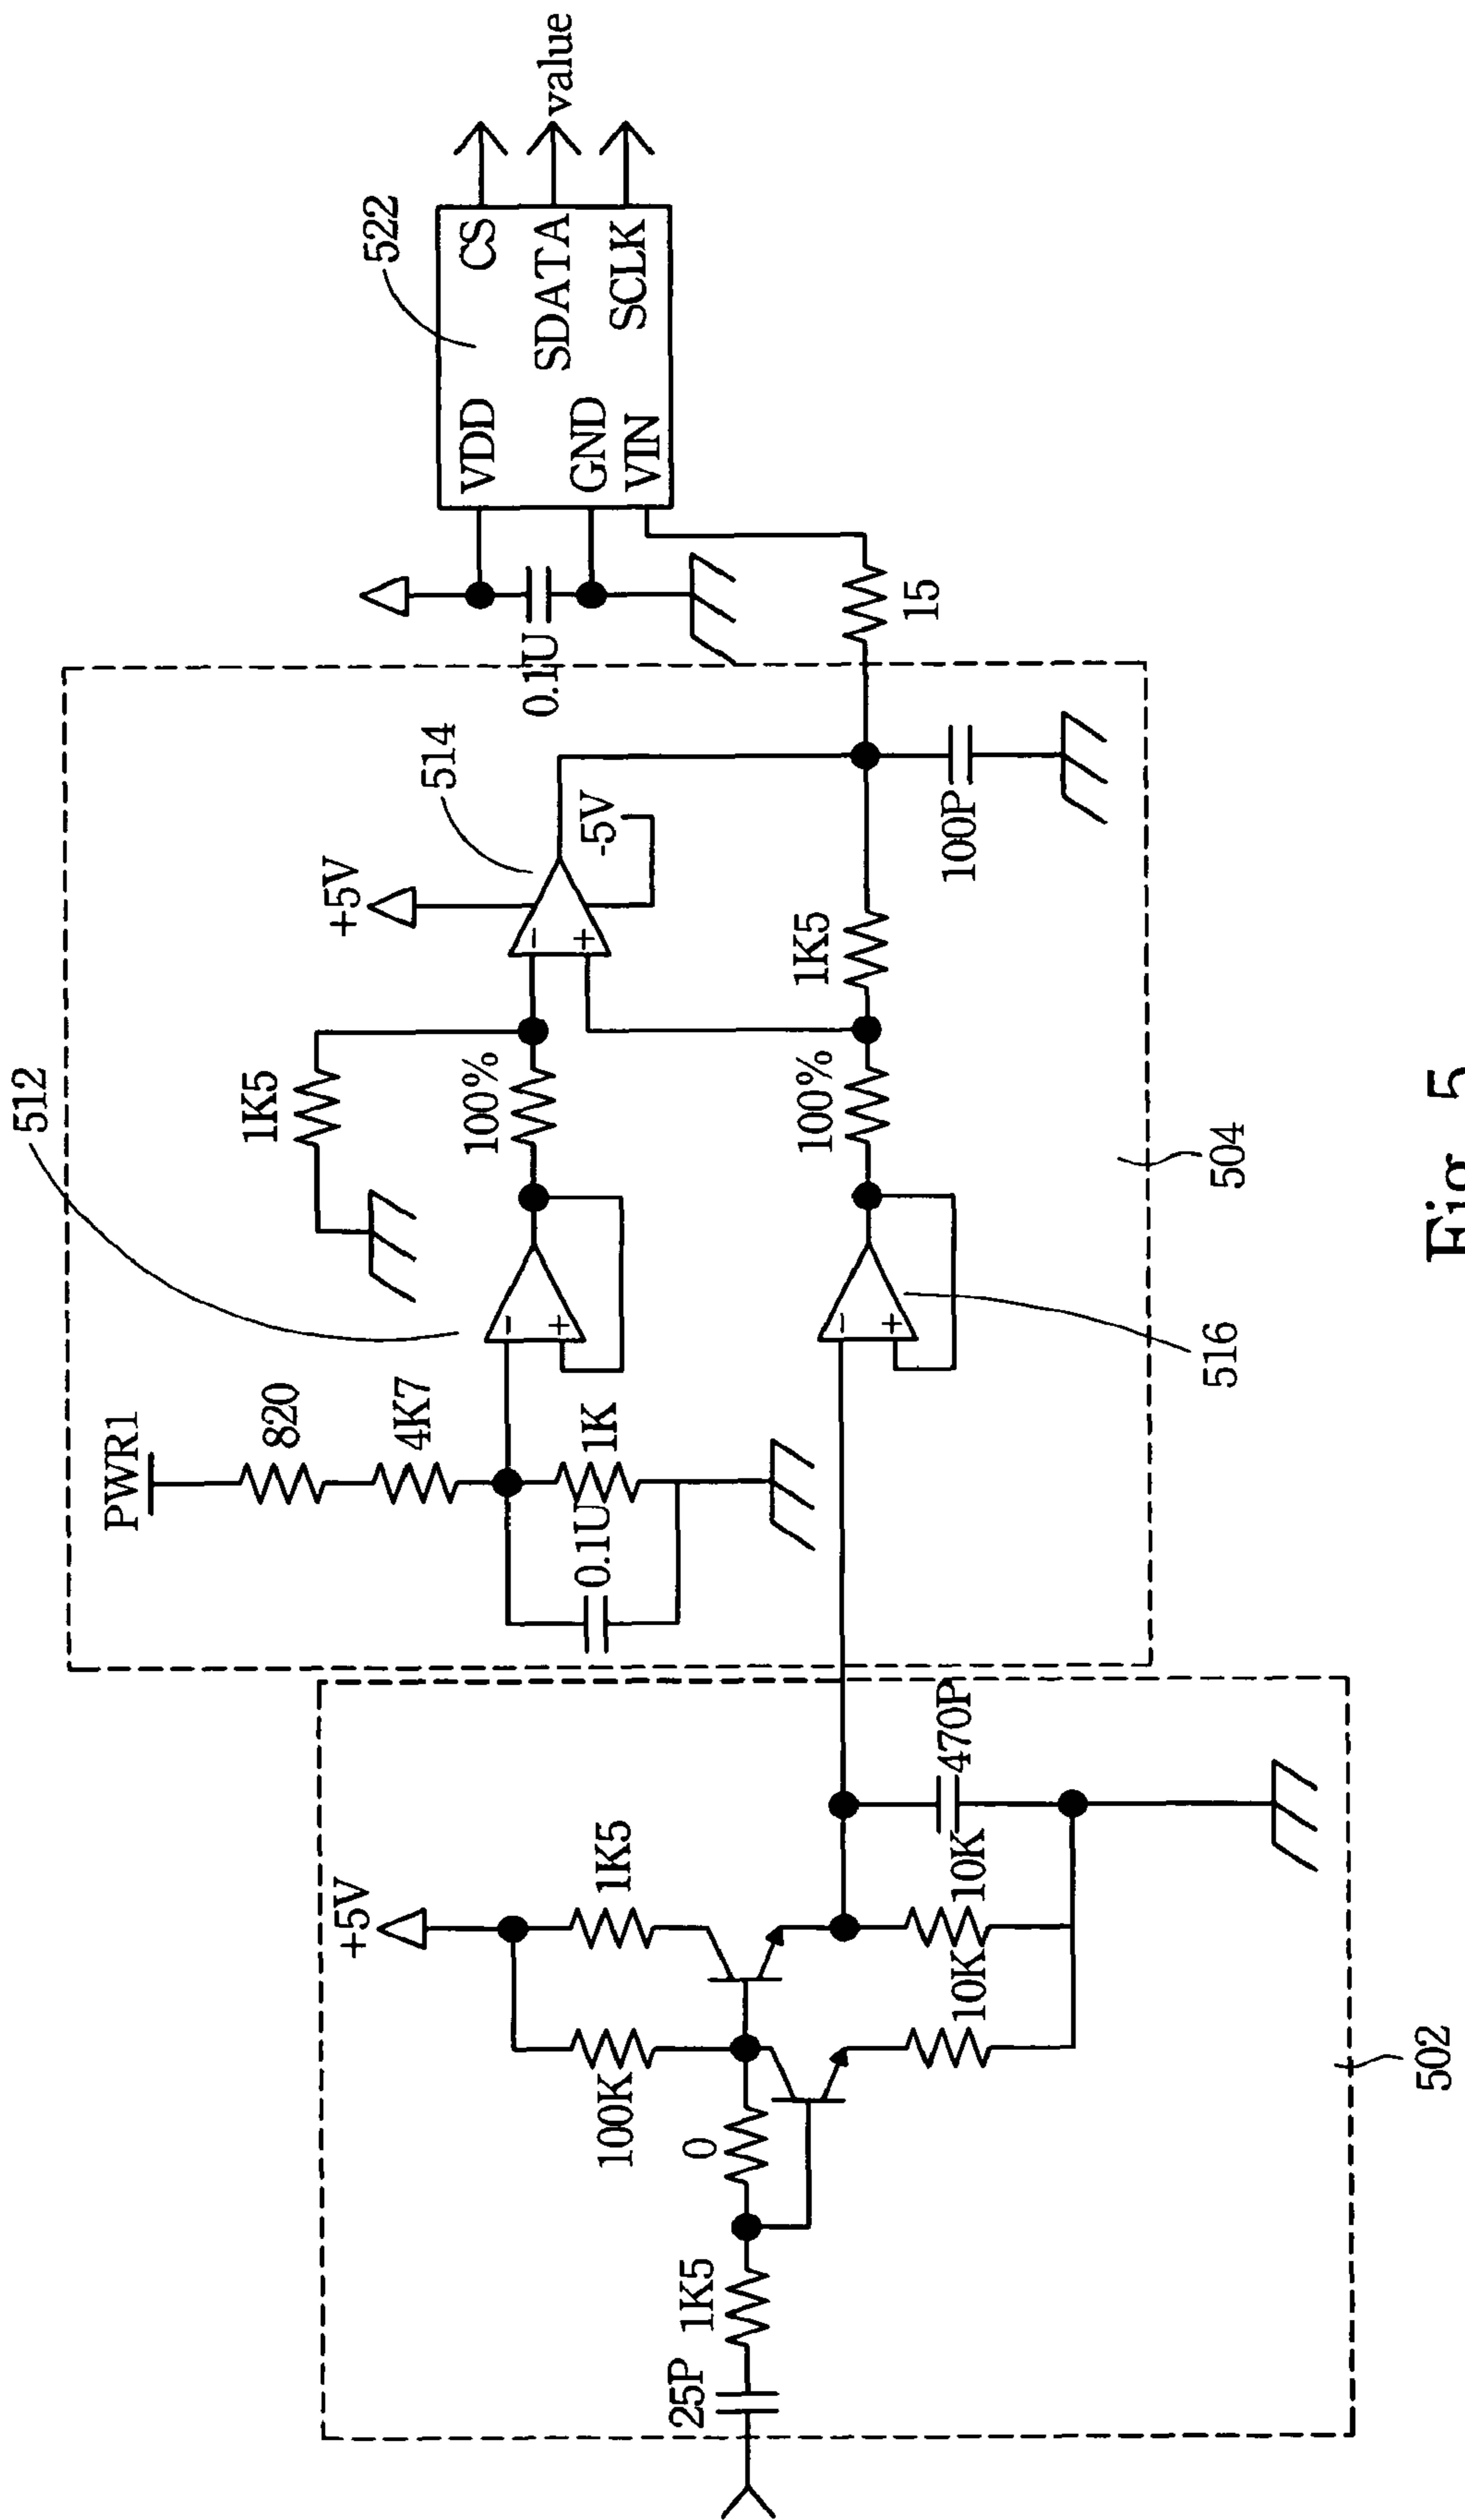 512
PWR1
820
4K7
0.1U
1K
1K5
100%
+5V
514
-5V
0.1U
522
VDD
CS
SDATA
value
GND
VIN
SCLK
15
100%
1K5
100P
516
504
+5V
1K5
100K
0
25P
1K5
10K
10K
470P
502
Fig. 5